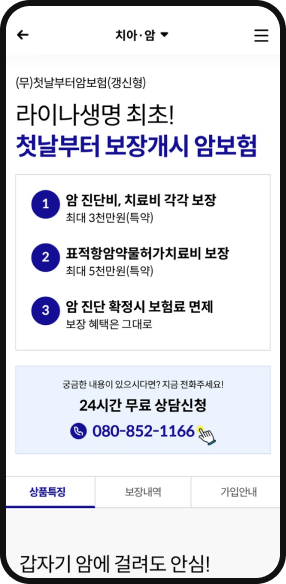 치아·암
(무)첫날부터암보험(갱신형)
라이나생명 최초!
첫날부터 보장개시 암보험
1 암 진단비, 치료비 각각 보장
최대 3천만원(특약)
2 표적항암약물허가치료비 보장
최대 5천만원(특약)
3 암 진단 확정시 보험료 면제
보장 혜택은 그대로
궁금한 내용이 있으시다면? 지금 전화주세요!
24시간 무료 상담신청
080-852-1166
상품특징 보장내역 가입안내
갑자기 암에 걸려도 안심!